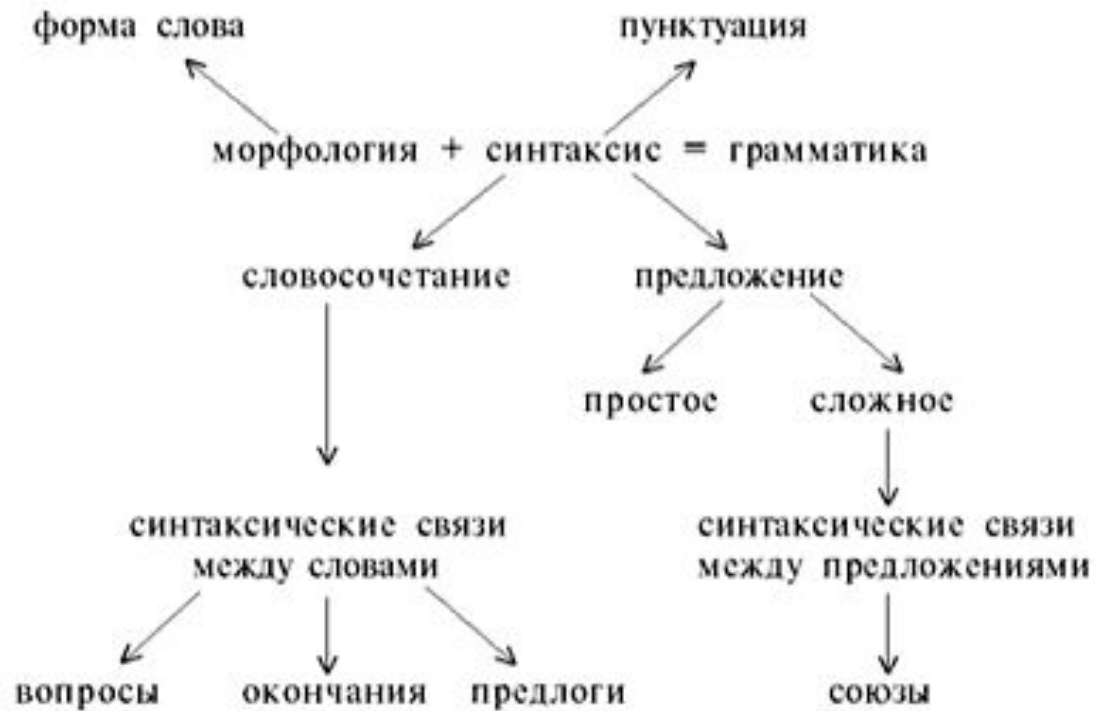 форма слова пунктуация
морфология + синтаксис = грамматика
словосочетание предложение
простое сложное
синтаксические связи синтаксические связи
между словами между предложениями
вопросы окончания предлоги союзы